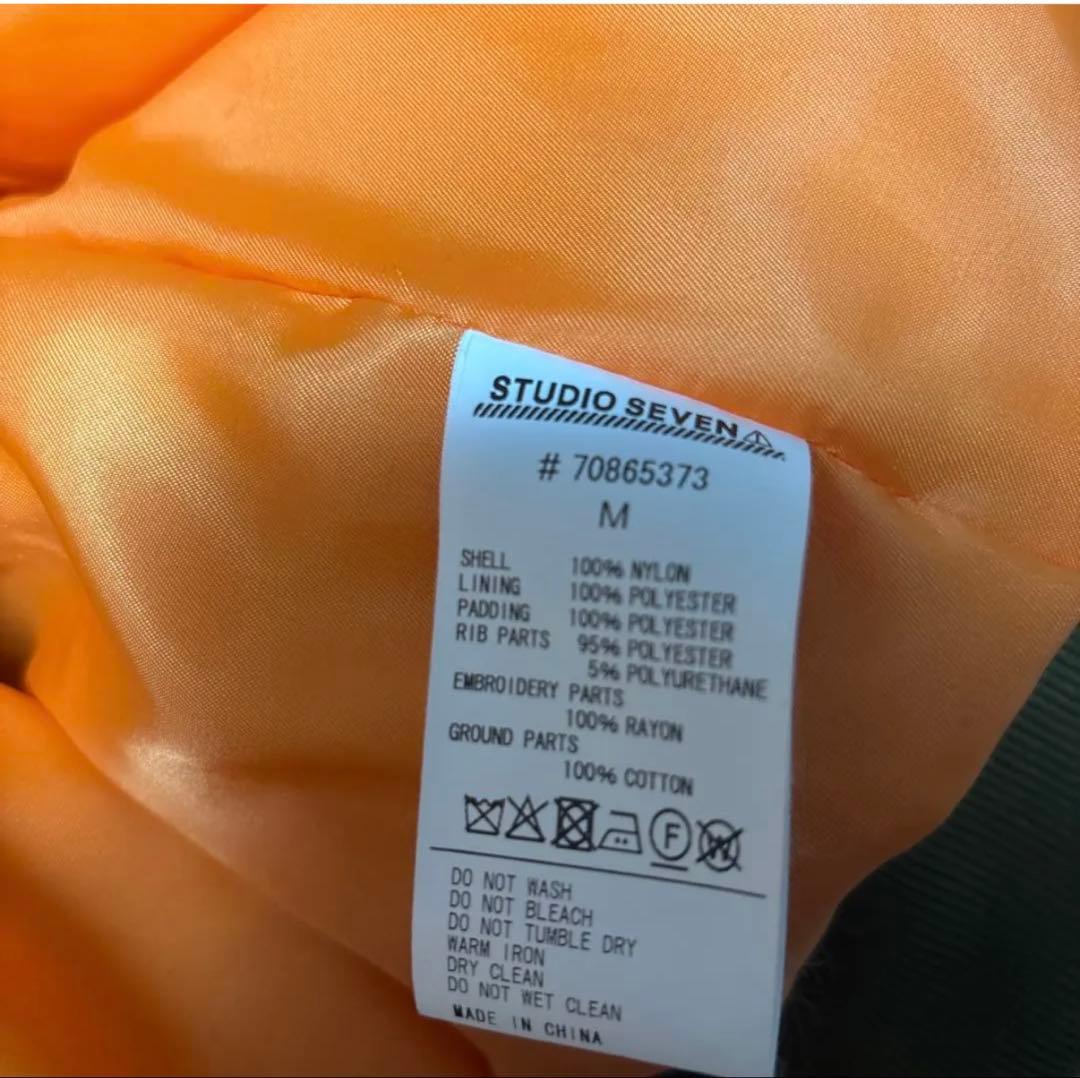 STUDIO SEVEN
# 70865373
M
SHELL 100% NYLON
LINING 100% POLYESTER
PADDING 100% POLYESTER
RIB PARTS 95% POLYESTER
5% POLYURETHANE
EMBROIDERY PARTS
100% RAYON
GROUND PARTS
100% COTTON
F W
DO NOT WASH
DO NOT BLEACH
DO NOT TUMBLE DRY
WARM IRON
DRY CLEAN
DO NOT WET CLEAN
MADE IN CHINA